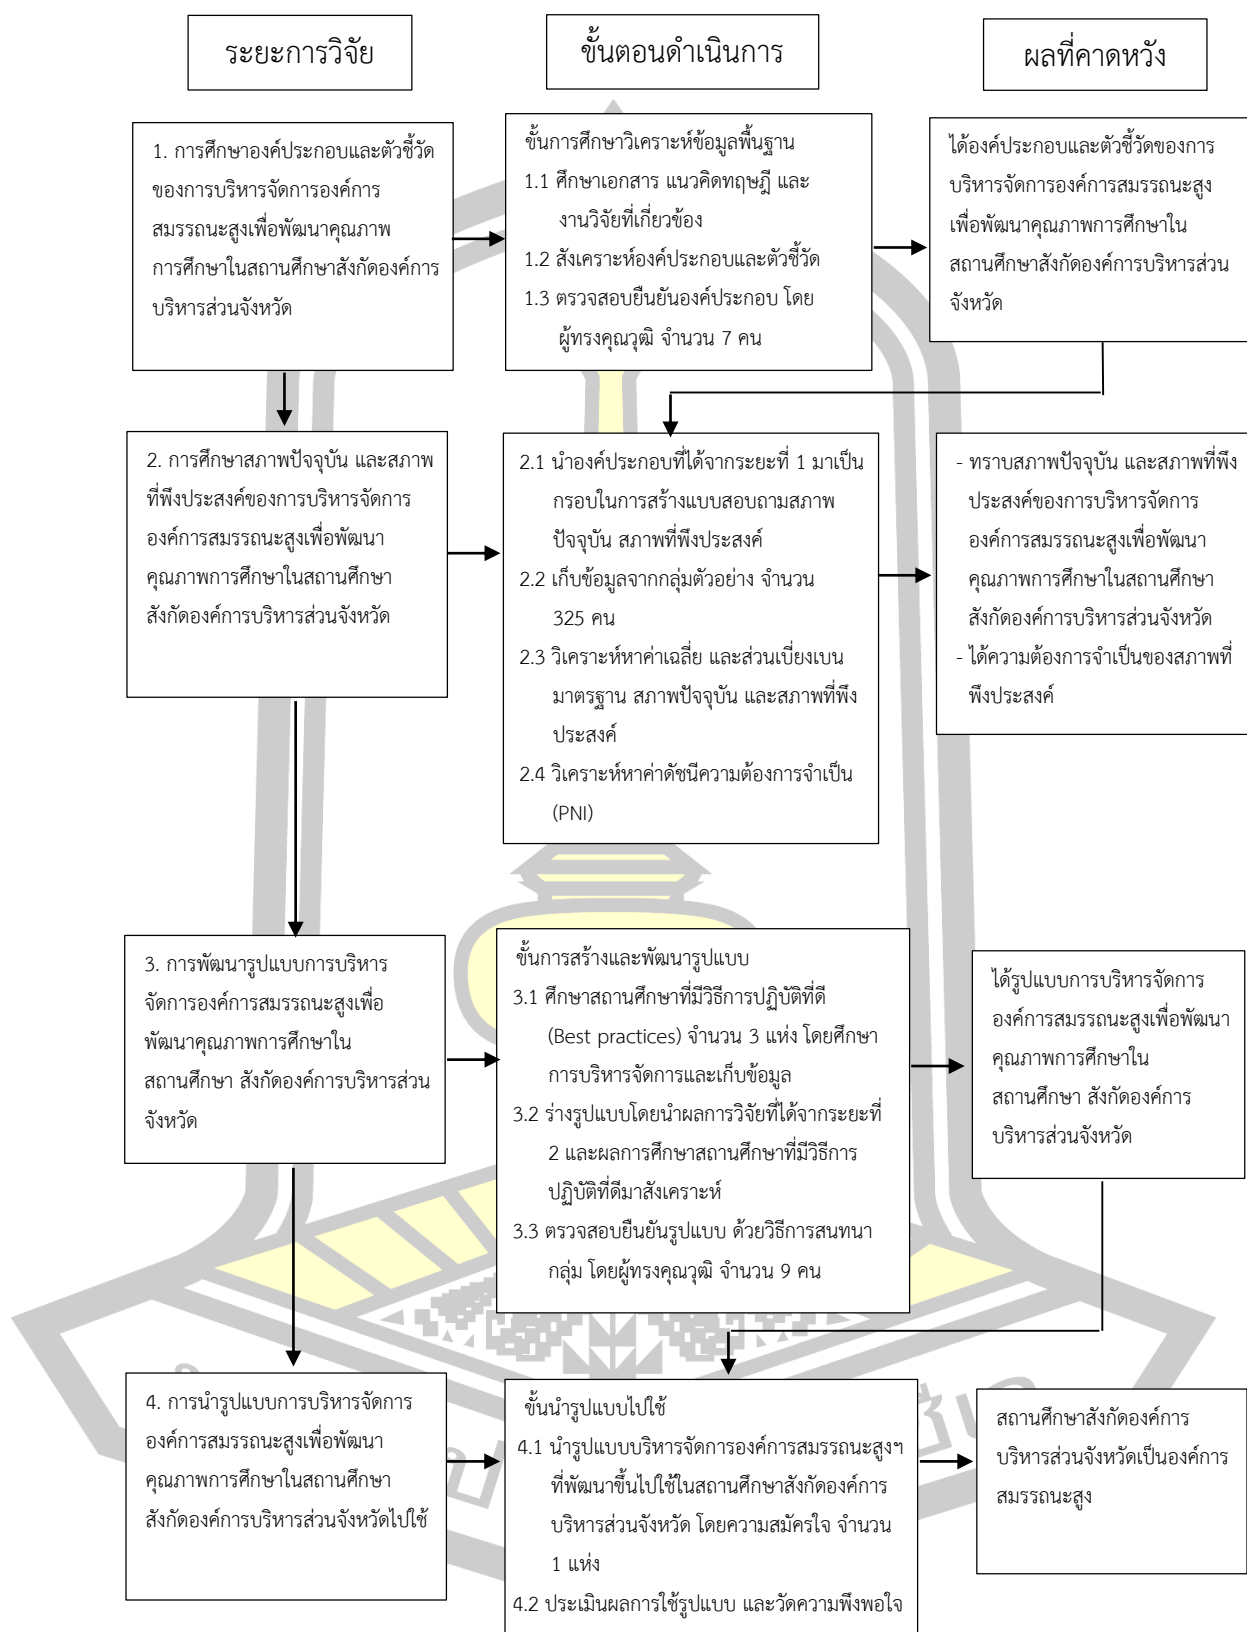 ระยะการวิจัย
ขั้นตอนดำเนินการ
ผลที่คาดหวัง
1. การศึกษาองค์ประกอบและตัวชี้วัด
ของการบริหารจัดการองค์การ
สมรรถนะสูงเพื่อพัฒนาคุณภาพ
การศึกษาในสถานศึกษาสังกัดองค์การ
บริหารส่วนจังหวัด
ขั้นการศึกษาวิเคราะห์ข้อมูลพื้นฐาน
1.1 ศึกษาเอกสาร แนวคิดทฤษฎี และ
งานวิจัยที่เกี่ยวข้อง
1.2 สังเคราะห์องค์ประกอบและตัวชี้วัด
1.3 ตรวจสอบยืนยันองค์ประกอบ โดย
ผู้ทรงคุณวุฒิ จำนวน 7 คน
ได้องค์ประกอบและตัวชี้วัดของการ
บริหารจัดการองค์การสมรรถนะสูง
เพื่อพัฒนาคุณภาพการศึกษาใน
สถานศึกษาสังกัดองค์การบริหารส่วน
จังหวัด
2. การศึกษาสภาพปัจจุบัน และสภาพ
ที่พึงประสงค์ของการบริหารจัดการ
องค์การสมรรถนะสูงเพื่อพัฒนา
คุณภาพการศึกษาในสถานศึกษา
สังกัดองค์การบริหารส่วนจังหวัด
2.1 นำองค์ประกอบที่ได้จากระยะที่ 1 มาเป็น
กรอบในการสร้างแบบสอบถามสภาพ
ปัจจุบัน สภาพที่พึงประสงค์
2.2 เก็บข้อมูลจากกลุ่มตัวอย่าง จำนวน
325 คน
2.3 วิเคราะห์หาค่าเฉลี่ย และส่วนเบี่ยงเบน
มาตรฐาน สภาพปัจจุบัน และสภาพที่พึง
ประสงค์
2.4 วิเคราะห์หาค่าดัชนีความต้องการจำเป็น
(PNI)
- ทราบสภาพปัจจุบัน และสภาพที่พึง
ประสงค์ของการบริหารจัดการ
องค์การสมรรถนะสูงเพื่อพัฒนา
คุณภาพการศึกษาในสถานศึกษา
สังกัดองค์การบริหารส่วนจังหวัด
- ได้ความต้องการจำเป็นของสภาพที่
พึงประสงค์
3. การพัฒนารูปแบบการบริหาร
จัดการองค์การสมรรถนะสูงเพื่อ
พัฒนาคุณภาพการศึกษาใน
สถานศึกษา สังกัดองค์การบริหารส่วน
จังหวัด
ขั้นการสร้างและพัฒนารูปแบบ
3.1 ศึกษาสถานศึกษาที่มีวิธีการปฏิบัติที่ดี
(Best practices) จำนวน 3 แห่ง โดยศึกษา
การบริหารจัดการและเก็บข้อมูล
3.2 ร่างรูปแบบโดยนำผลการวิจัยที่ได้จากระยะที่
2 และผลการศึกษาสถานศึกษาที่มีวิธีการ
ปฏิบัติที่ดีมาสังเคราะห์
3.3 ตรวจสอบยืนยันรูปแบบ ด้วยวิธีการสนทนา
กลุ่ม โดยผู้ทรงคุณวุฒิ จำนวน 9 คน
ได้รูปแบบการบริหารจัดการ
องค์การสมรรถนะสูงเพื่อพัฒนา
คุณภาพการศึกษาใน
สถานศึกษา สังกัดองค์การ
บริหารส่วนจังหวัด
4. การนำรูปแบบการบริหารจัดการ
องค์การสมรรถนะสูงเพื่อพัฒนา
คุณภาพการศึกษาในสถานศึกษา
สังกัดองค์การบริหารส่วนจังหวัดไปใช้
ขั้นนำรูปแบบไปใช้
4.1 นำรูปแบบบริหารจัดการองค์การสมรรถนะสูงฯ
ที่พัฒนาขึ้นไปใช้ในสถานศึกษาสังกัดองค์การ
บริหารส่วนจังหวัด โดยความสมัครใจ จำนวน
1 แห่ง
4.2 ประเมินผลการใช้รูปแบบ และวัดความพึงพอใจ
สถานศึกษาสังกัดองค์การ
บริหารส่วนจังหวัดเป็นองค์การ
สมรรถนะสูง